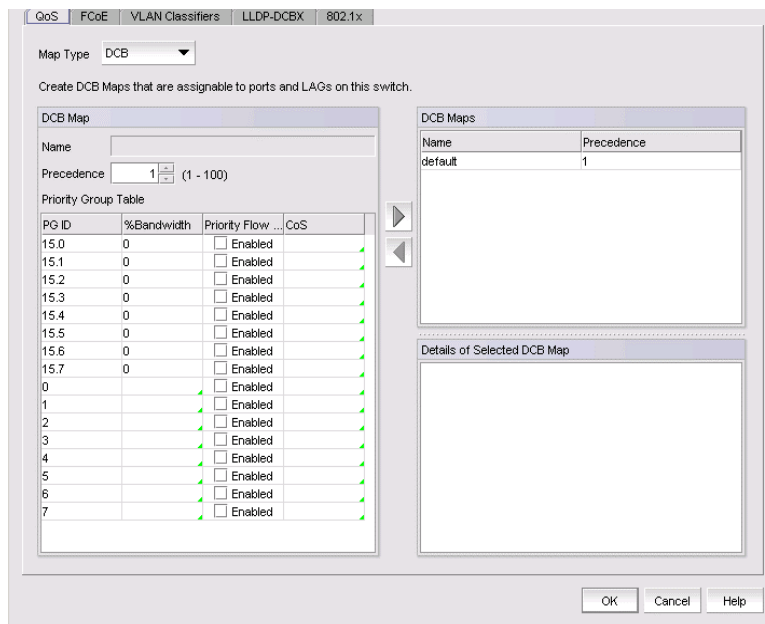 QoS FCoE VLAN Classifiers LLDP-DCBX 802.1x
Map Type DCB
Create DCB Maps that are assignable to ports and LAGs on this switch.
DCB Map
Name
Precedence 1 (1 - 100)
Priority Group Table
PG ID %Bandwidth Priority Flow ... CoS
15.0 0 Enabled
15.1 0 Enabled
15.2 0 Enabled
15.3 0 Enabled
15.4 0 Enabled
15.5 0 Enabled
15.6 0 Enabled
15.7 0 Enabled
0 Enabled
1 Enabled
2 Enabled
3 Enabled
4 Enabled
5 Enabled
6 Enabled
7 Enabled
DCB Maps
Name Precedence
default 1
Details of Selected DCB Map
OK Cancel Help